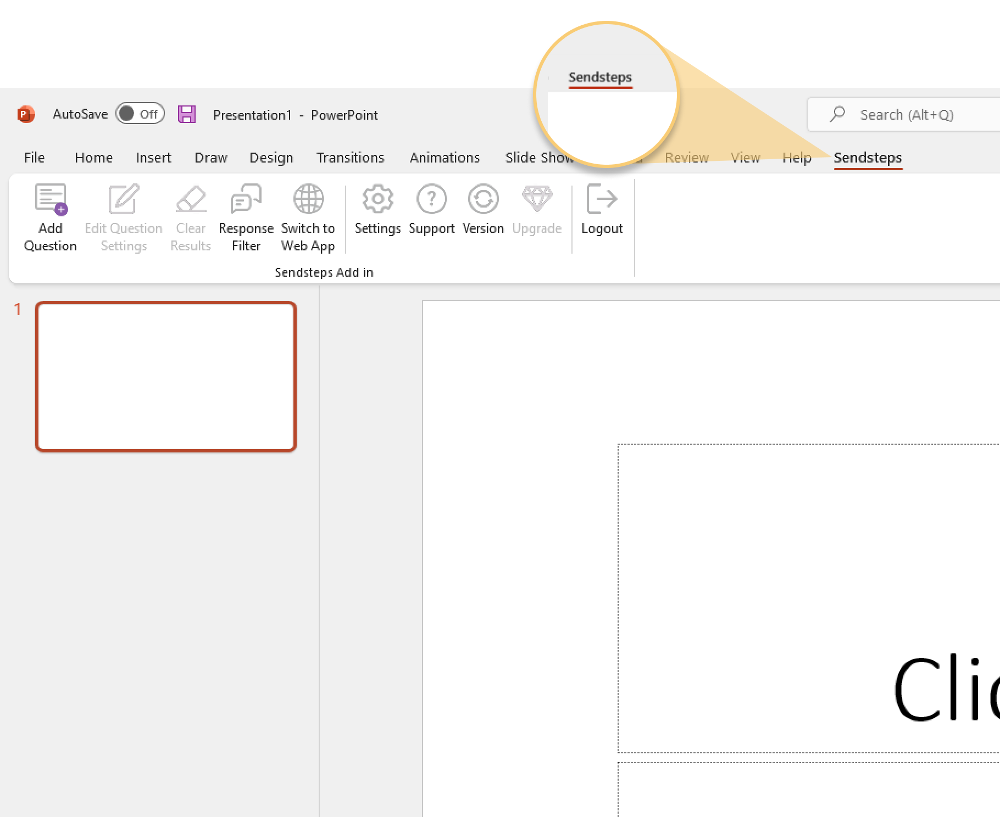 Sendsteps
P AutoSave Off Presentation1 - PowerPoint Search (Alt+Q)
File Home Insert Draw Design Transitions Animations Slide Show Review View Help Sendsteps
Add Question
Edit Question Settings
Clear Results
Response Filter
Switch to Web App
Settings
Support
Version
Upgrade
Logout
Sendsteps Add in
1